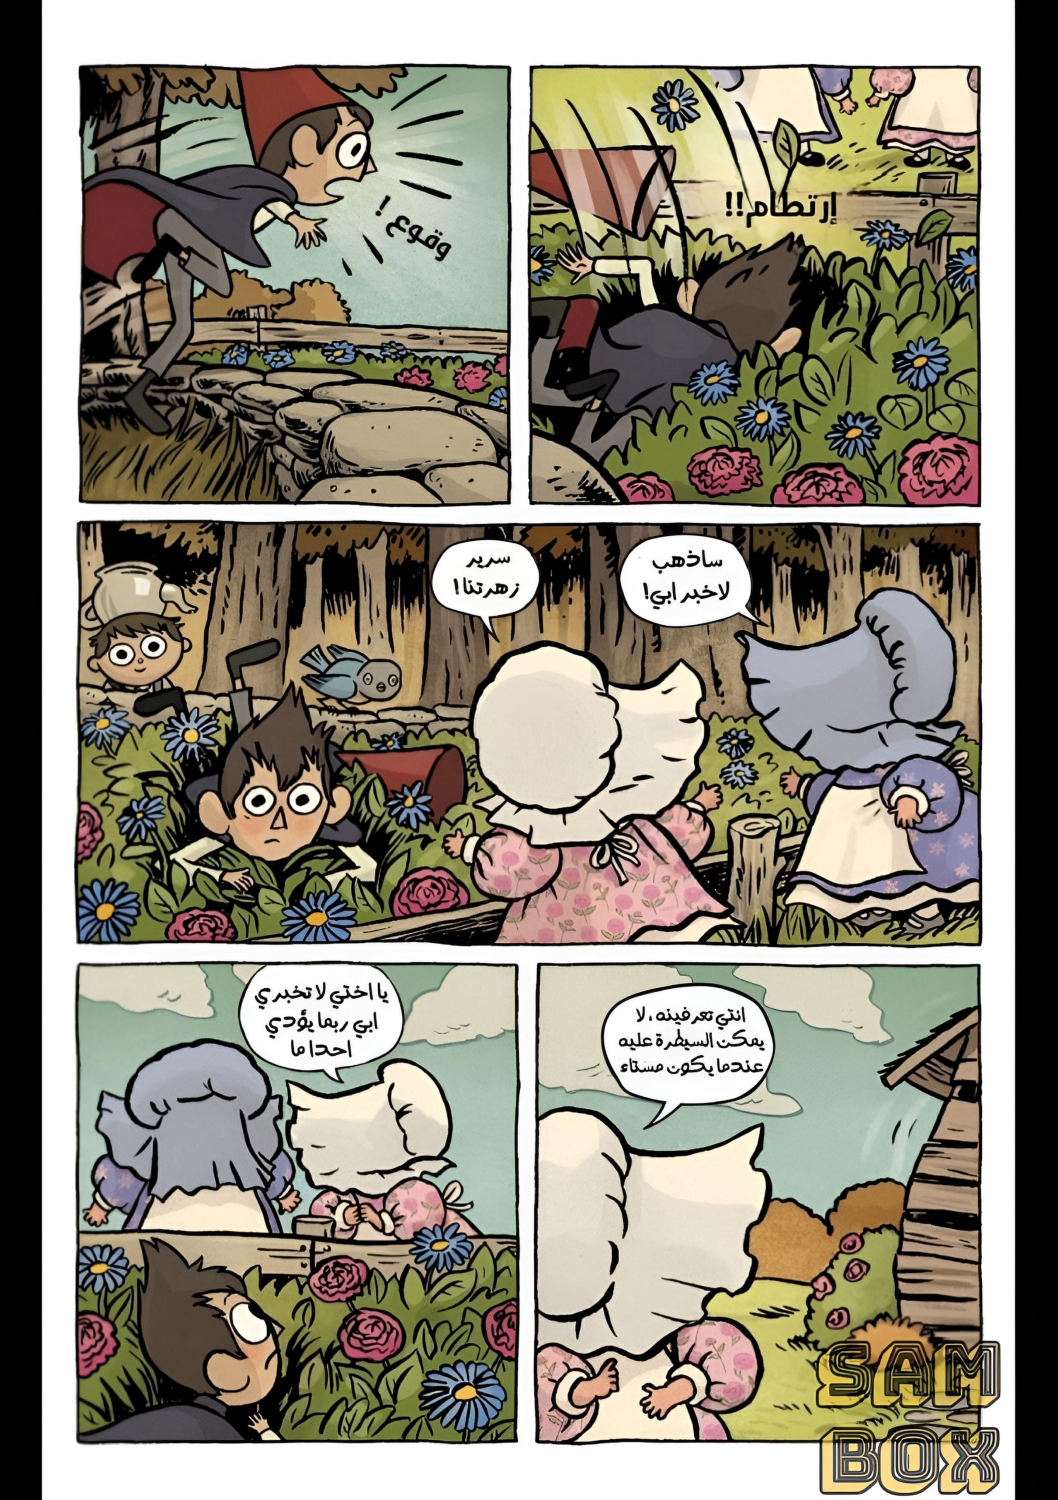 وقوع !
إرتطام!!
سرير
زهرتنا!
ساذهب
لاخبر ابي!
يا اختي لا تخبري
ابي ربما يؤدي
احدا ما
انتي تعرفينه، لا
يمكن السيطرة عليه
عندما يكون مستاء
SAM
BOX